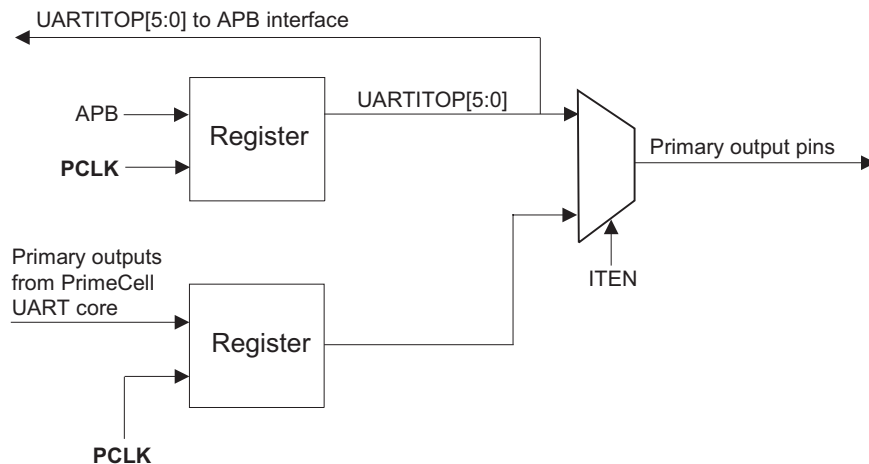 UARTITOP[5:0] to APB interface
APB
PCLK
Register
UARTITOP[5:0]
Primary output pins
ITEN
Primary outputs
from PrimeCell
UART core
Register
PCLK